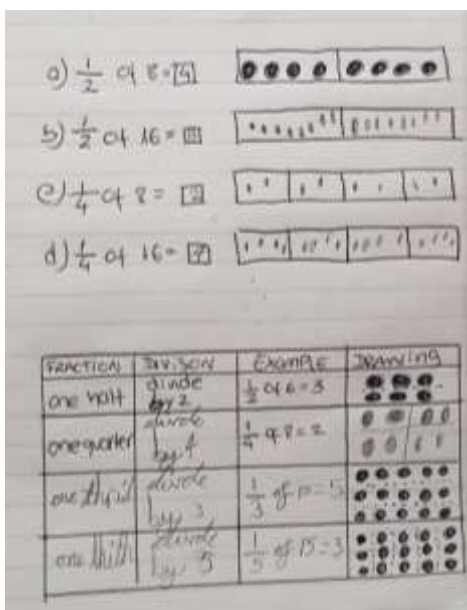 a) 1/2 of 8 = 4
b) 1/2 of 16 =
c) 1/4 of 8 = 2
d) 1/4 of 16 =
FRACTION DIVISON Example DRAWING
one half divide by 2 1/2 of 6 = 3
one quarter divide by 4 1/4 of 8 = 2
one third divide by 3 1/3 of 15 = 5
one divide by 5 1/5 of 15 = 3